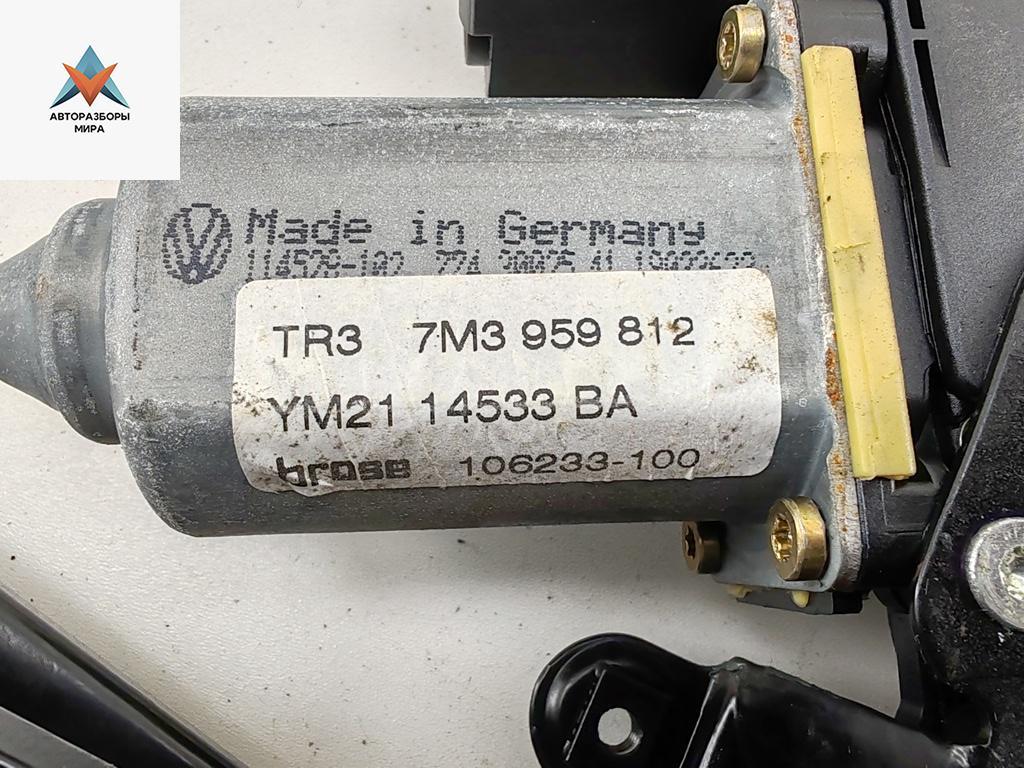 АВТОРАЗБОРЫ
МИРА
Made in Germany
TR3 7M3 959 812
YM21 14533 BA
brose 106233-100